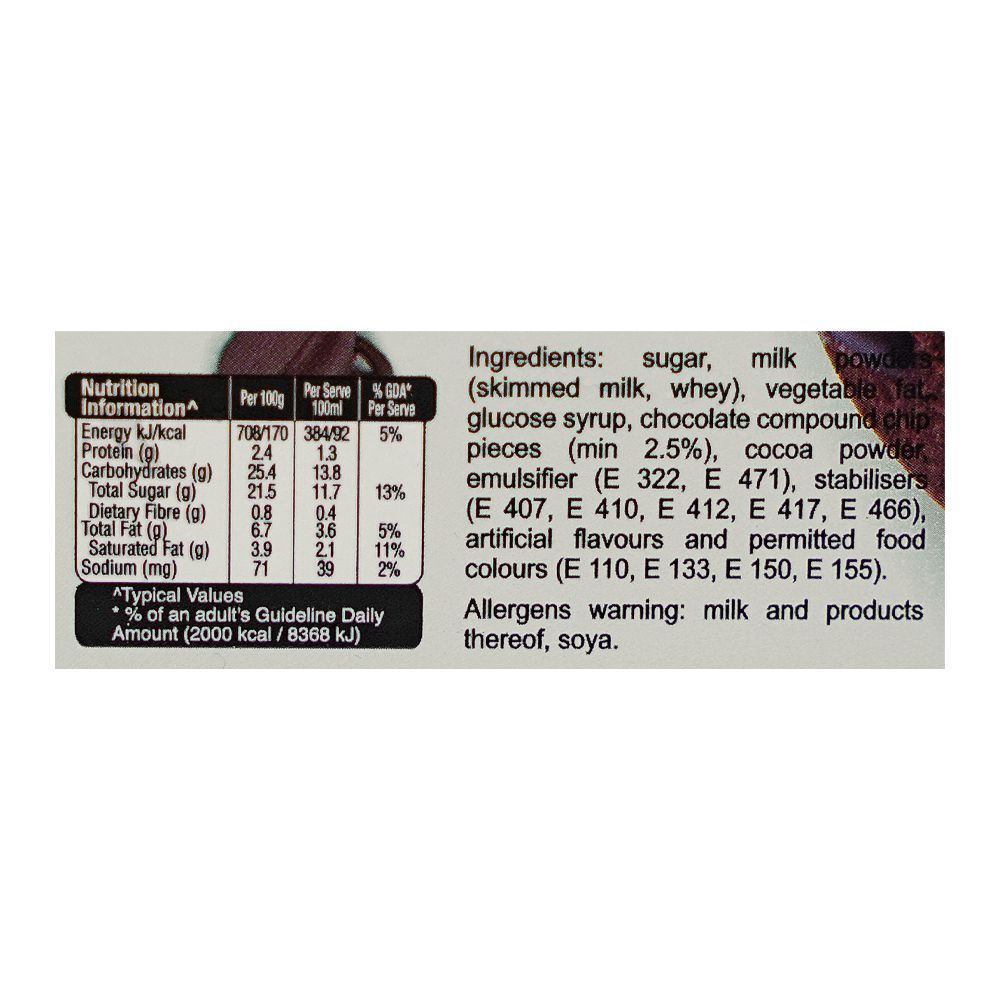 Nutrition Information^ Per 100g Per Serve 100ml % GDA* Per Serve
Energy kJ/kcal 708/170 384/92 5%
Protein (g) 2.4 1.3
Carbohydrates (g) 25.4 13.8
Total Sugar (g) 21.5 11.7 13%
Dietary Fibre (g) 0.8 0.4
Total Fat (g) 6.7 3.6 5%
Saturated Fat (g) 3.9 2.1 11%
Sodium (mg) 71 39 2%
^Typical Values
* % of an adult's Guideline Daily
Amount (2000 kcal / 8368 kJ)
Ingredients: sugar, milk powders
(skimmed milk, whey), vegetable fat,
glucose syrup, chocolate compound chip
pieces (min 2.5%), cocoa powder,
emulsifier (E 322, E 471), stabilisers
(E 407, E 410, E 412, E 417, E 466),
artificial flavours and permitted food
colours (E 110, E 133, E 150, E 155).
Allergens warning: milk and products
thereof, soya.